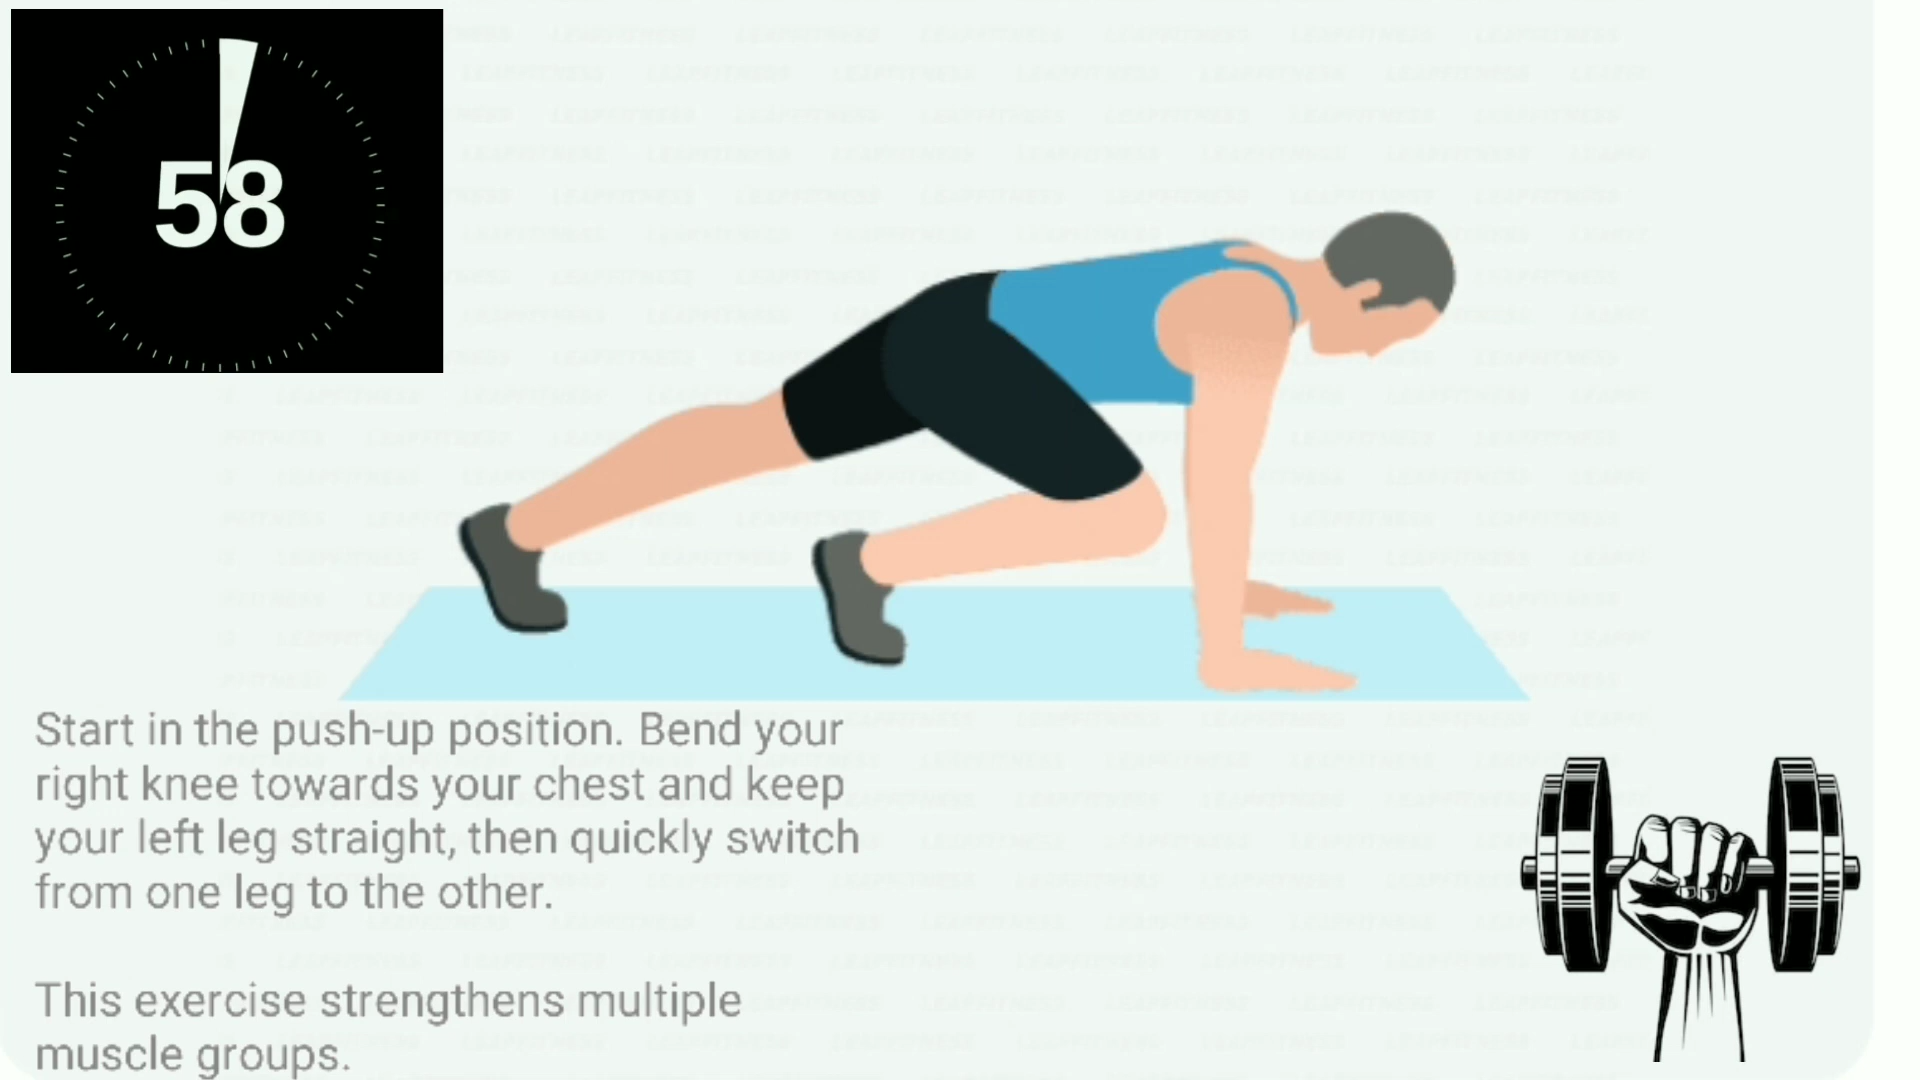 58
Start in the push-up position. Bend your
right knee towards your chest and keep
your left leg straight, then quickly switch
from one leg to the other.
This exercise strengthens multiple
muscle groups.